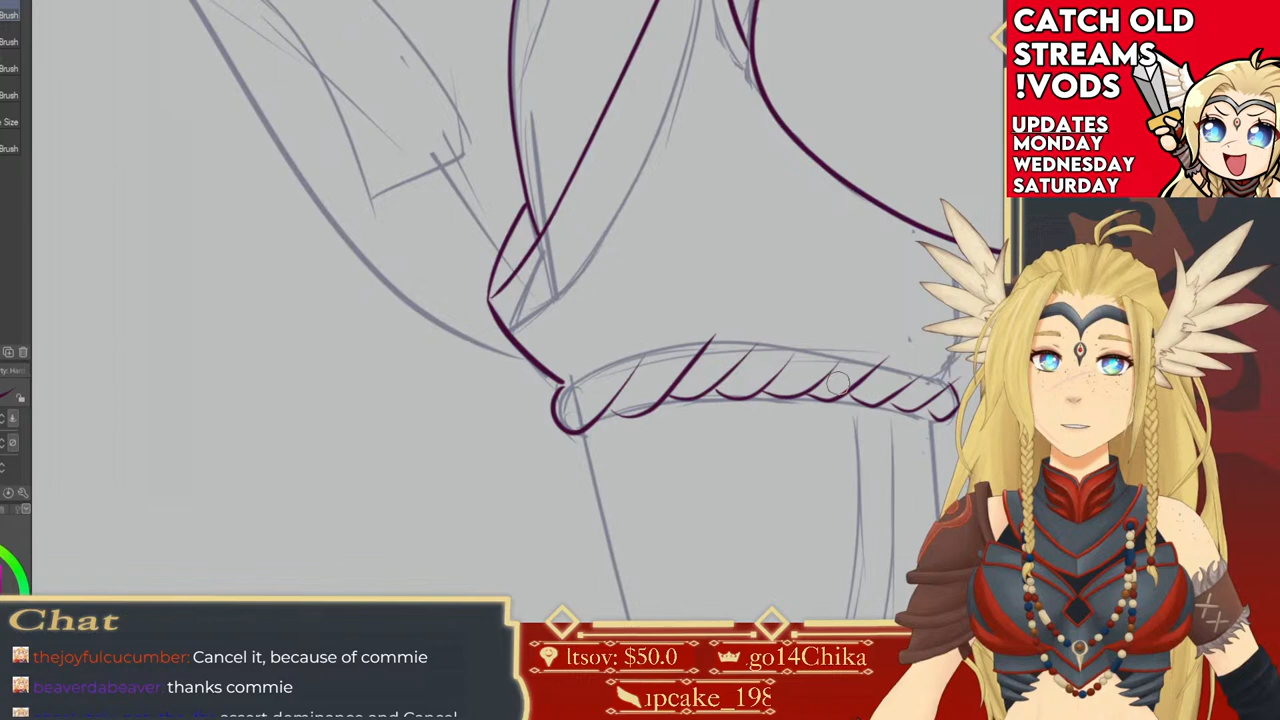 Brush
Brush
Brush
Brush
Size
Brush
CATCH OLD
STREAMS
!VODS
UPDATES
MONDAY
WEDNESDAY
SATURDAY
Chat
thejoyfulcucumber: Cancel it, because of commie
beaverdabeaver: thanks commie
assert dominance and Cancel
ltsov: $50.0
.go14Chika
ıpcake_198